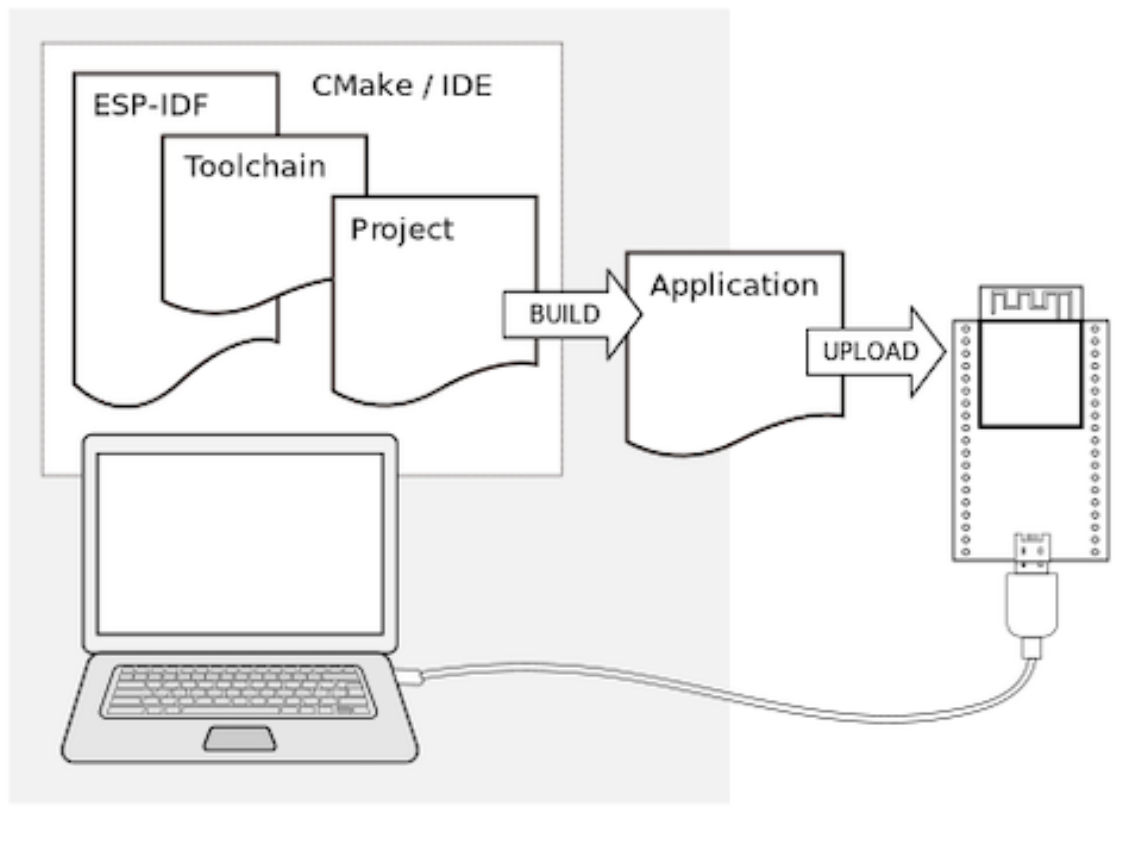 CMake / IDE
ESP-IDF
Toolchain
Project
BUILD
Application
UPLOAD